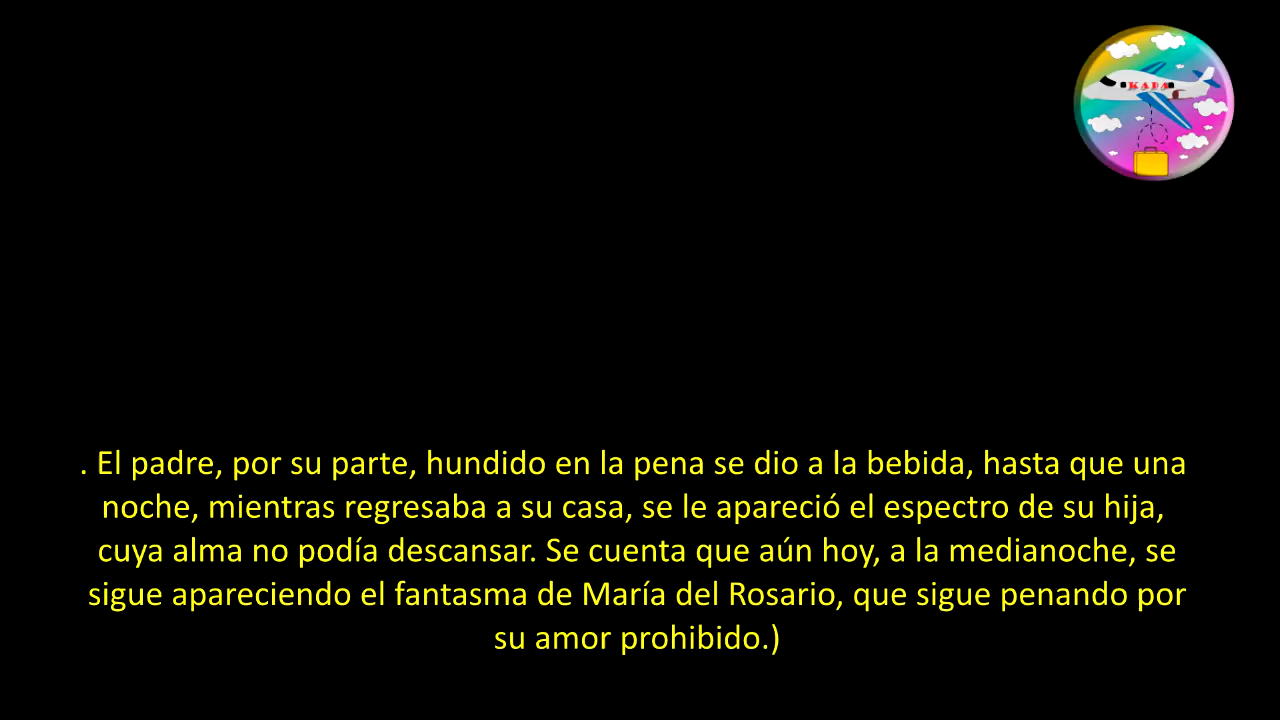 KAPA
. El padre, por su parte, hundido en la pena se dio a la bebida, hasta que una
noche, mientras regresaba a su casa, se le apareció el espectro de su hija,
cuya alma no podía descansar. Se cuenta que aún hoy, a la medianoche, se
sigue apareciendo el fantasma de María del Rosario, que sigue penando por
su amor prohibido.)